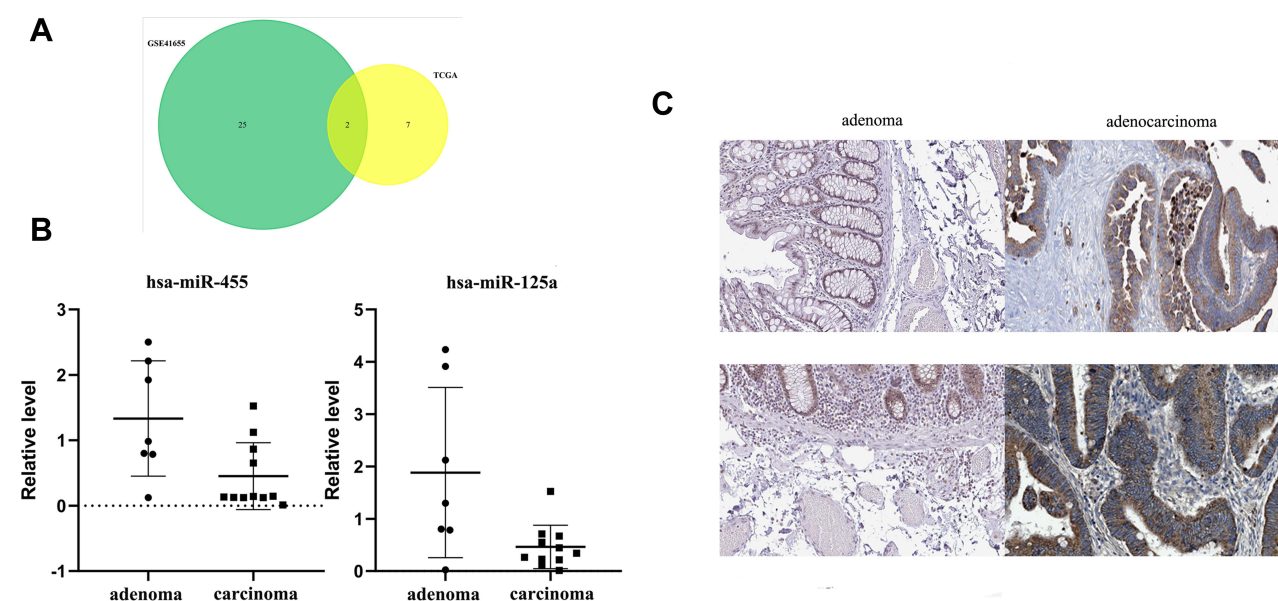 A
GSE41655
TCGA
25
2
7
B
hsa-miR-455
3
2
1
0
-1
Relative level
adenoma
carcinoma
hsa-miR-125a
5
4
3
2
1
0
Relative level
adenoma
carcinoma
C
adenoma
adenocarcinoma